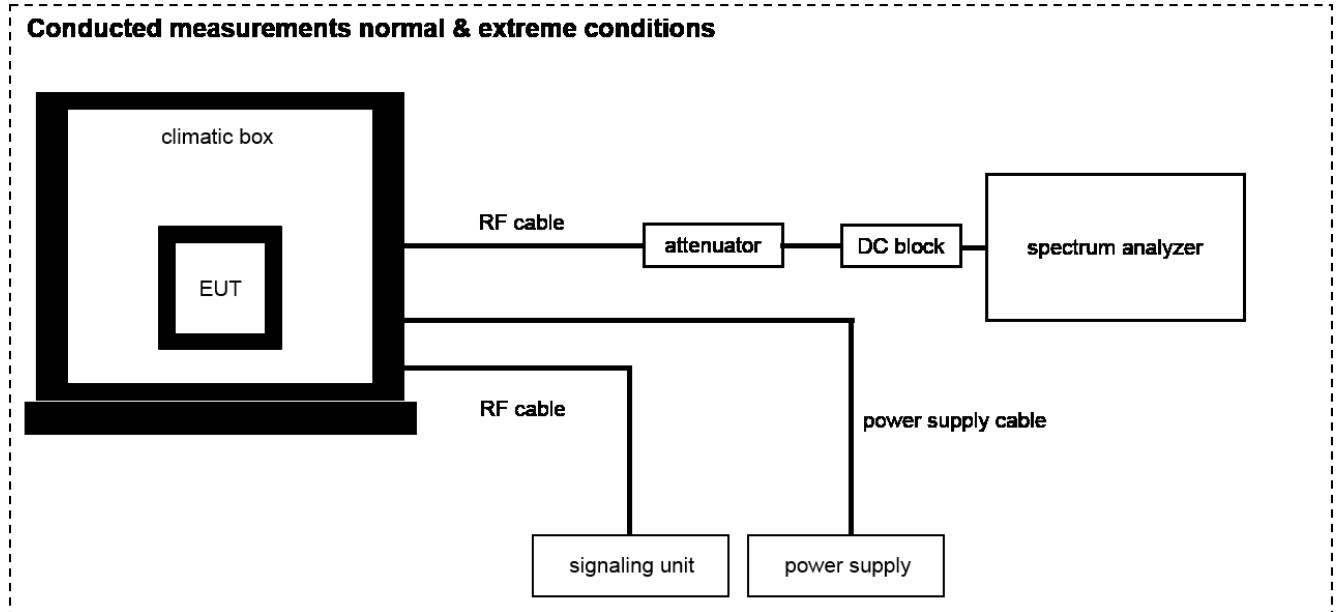 Conducted measurements normal & extreme conditions
climatic box
EUT
RF cable
attenuator
DC block
spectrum analyzer
RF cable
power supply cable
signaling unit
power supply